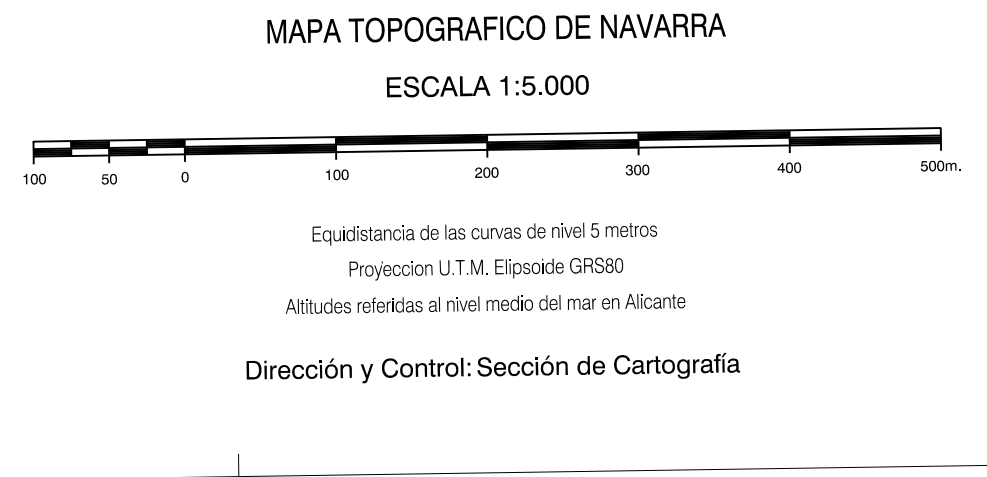 MAPA TOPOGRAFICO DE NAVARRA
ESCALA 1:5.000
100 50 0 100 200 300 400 500m.
Equidistancia de las curvas de nivel 5 metros
Proyeccion U.T.M. Elipsoide GRS80
Altitudes referidas al nivel medio del mar en Alicante
Dirección y Control: Sección de Cartografía